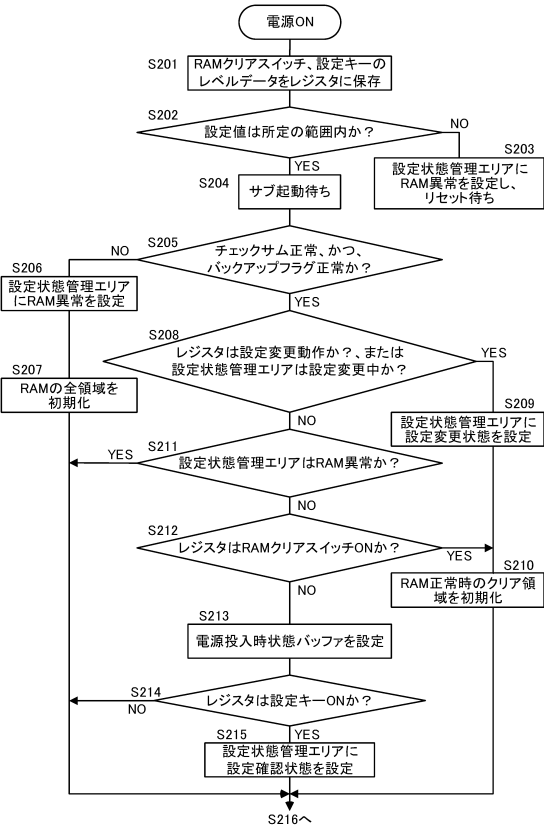 電源ON
S201
RAMクリアスイッチ、設定キーの
レベルデータをレジスタに保存
S202
設定値は所定の範囲内か？
NO
YES
S203
設定状態管理エリアに
RAM異常を設定し、
リセット待ち
S204
サブ起動待ち
S205
チェックサム正常、かつ、
バックアップフラグ正常か？
NO
YES
S206
設定状態管理エリア
にRAM異常を設定
S207
RAMの全領域を
初期化
S208
レジスタは設定変更動作か？、または
設定状態管理エリアは設定変更中か？
YES
NO
S209
設定状態管理エリアに
設定変更状態を設定
S211
設定状態管理エリアはRAM異常か？
YES
NO
S212
レジスタはRAMクリアスイッチONか？
YES
NO
S210
RAM正常時のクリア領
域を初期化
S213
電源投入時状態バッファを設定
S214
レジスタは設定キーONか？
NO
YES
S215
設定状態管理エリアに
設定確認状態を設定
S216へ